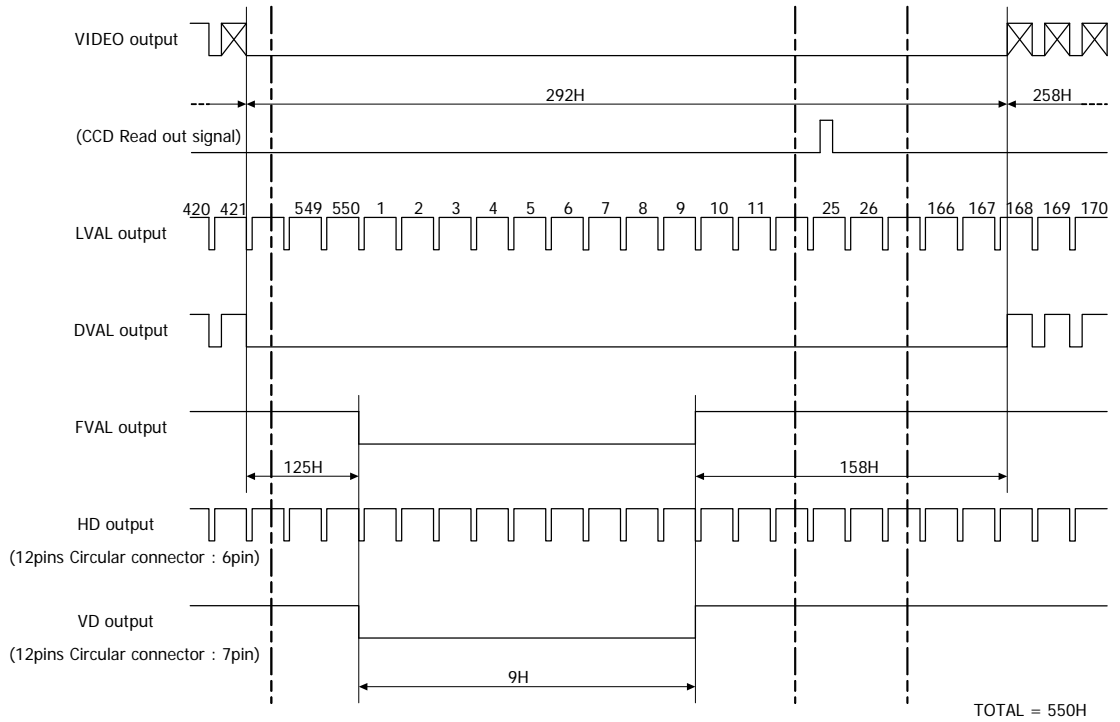 VIDEO output
292H
258H
(CCD Read out signal)
420 421 549 550 1 2 3 4 5 6 7 8 9 10 11 25 26 166 167 168 169 170
LVAL output
DVAL output
FVAL output
125H
158H
HD output
(12pins Circular connector : 6pin)
VD output
(12pins Circular connector : 7pin)
9H
TOTAL = 550H